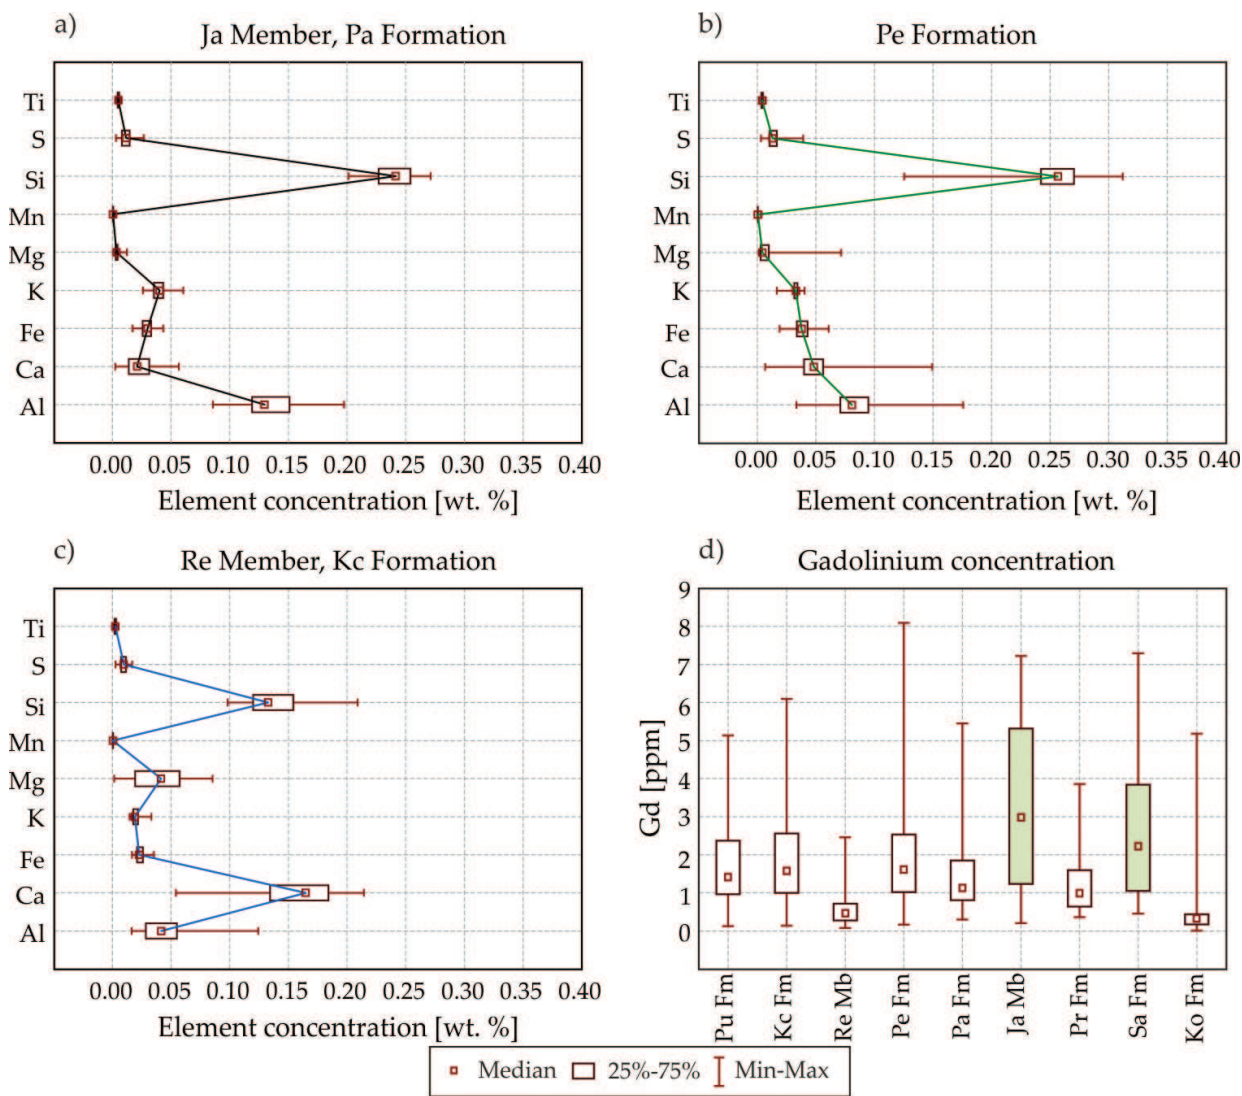 a)
Ja Member, Pa Formation
Ti
S
Si
Mn
Mg
K
Fe
Ca
Al
0.00 0.05 0.10 0.15 0.20 0.25 0.30 0.35 0.40
Element concentration [wt. %]
b)
Pe Formation
Ti
S
Si
Mn
Mg
K
Fe
Ca
Al
0.00 0.05 0.10 0.15 0.20 0.25 0.30 0.35 0.40
Element concentration [wt. %]
c)
Re Member, Kc Formation
Ti
S
Si
Mn
Mg
K
Fe
Ca
Al
0.00 0.05 0.10 0.15 0.20 0.25 0.30 0.35 0.40
Element concentration [wt. %]
d)
Gadolinium concentration
Gd [ppm]
9
8
7
6
5
4
3
2
1
0
Pu Fm
Kc Fm
Re Mb
Pe Fm
Pa Fm
Ja Mb
Pr Fm
Sa Fm
Ko Fm
Median 25%-75% Min-Max